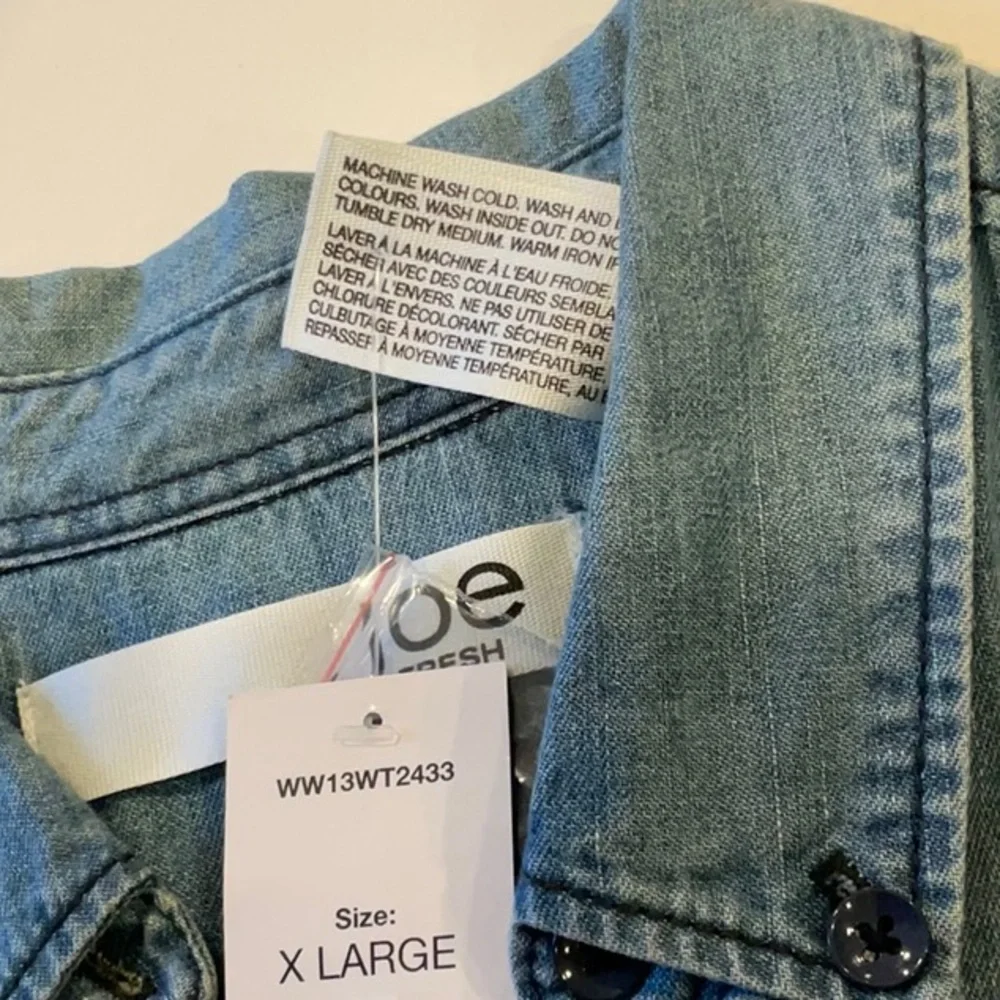 MACHINE WASH COLD. WASH AND
COLOURS. WASH INSIDE OUT. DO NO
TUMBLE DRY MEDIUM. WARM IRON IF
LAVER À LA MACHINE À L'EAU FROIDE
SÉCHER AVEC DES COULEURS SEMBLA
LAVER À L'ENVERS. NE PAS UTILISER DE
CHLORURE DÉCOLORANT. SÉCHER PAR
CULBUTAGE À MOYENNE TEMPÉRATURE,
REPASSER À MOYENNE TEMPÉRATURE, AU
joe
FRESH
WW13WT2433
Size:
X LARGE